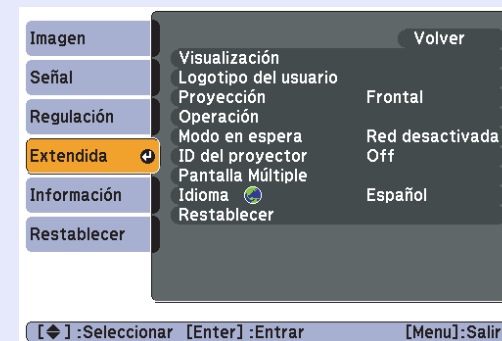 Imagen
Señal
Regulación
Extendida
Información
Restablecer
Volver
Visualización
Logotipo del usuario
Proyección Frontal
Operación
Modo en espera Red desactivada
ID del proyector Off
Pantalla Múltiple
Idioma Español
Restablecer
[◆] :Seleccionar [Enter] :Entrar [Menu]:Salir